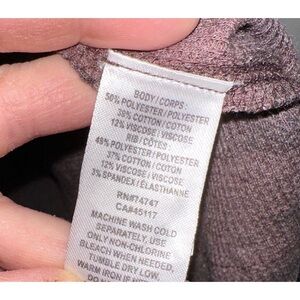 BODY/CORPS:
50% POLYESTER/POLYESTER
38% COTTON/COTON
12% VISCOSE/VISCOSE
RIB/CÔTES:
48% POLYESTER/POLYESTER
37% COTTON/COTON
12% VISCOSE/VISCOSE
3% SPANDEX/ÉLASTHANNE
RN#74747
CA#45117
MACHINE WASH COLD
SEPARATELY, USE
ONLY NON-CHLORINE
BLEACH WHEN NEEDED,
TUMBLE DRY LOW,
WARM IRON IF